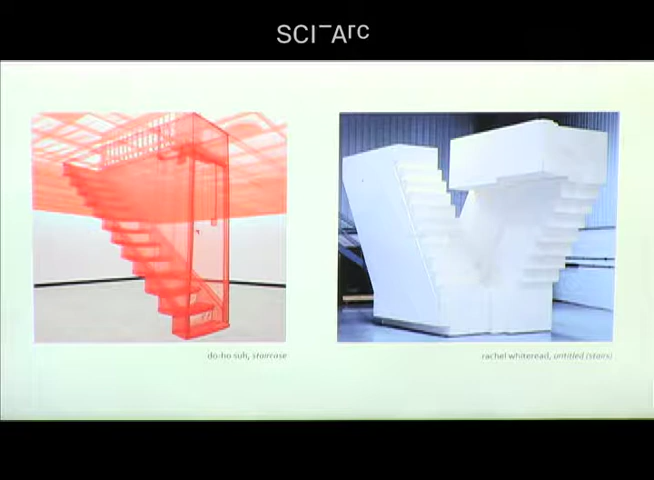 SCI-Arc
do-ho suh, staircase
rachel whiteread, untitled (stairs)